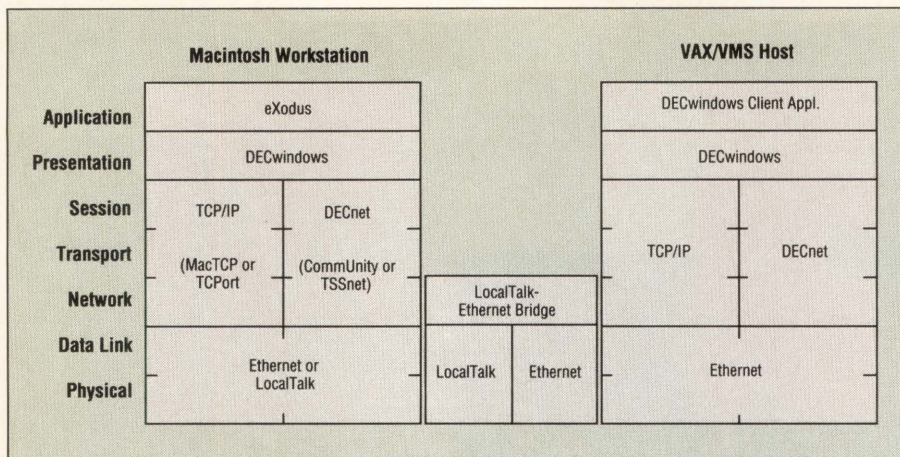 Macintosh Workstation
VAX/VMS Host
Application
eXodus
DECwindows Client Appl.
Presentation
DECwindows
DECwindows
Session
TCP/IP
DECnet
Transport
(MacTCP or
TCPort
(CommUnity or
TSSnet)
TCP/IP
DECnet
Network
LocalTalk-
Ethernet Bridge
Data Link
Physical
Ethernet or
LocalTalk
LocalTalk
Ethernet
Ethernet